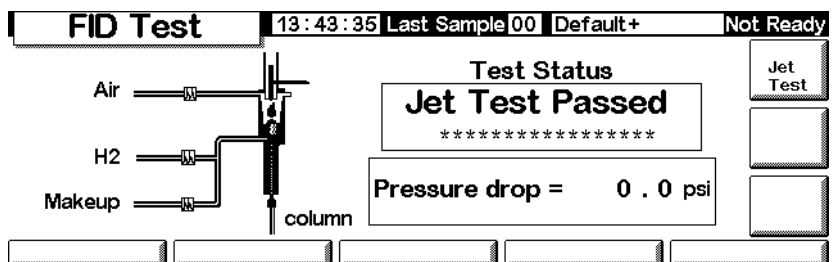 FID Test
13:43:35 Last Sample 00 Default+ Not Ready
Air
H2
Makeup
column
Test Status
Jet Test Passed
*****************
Pressure drop = 0.0 psi
Jet
Test